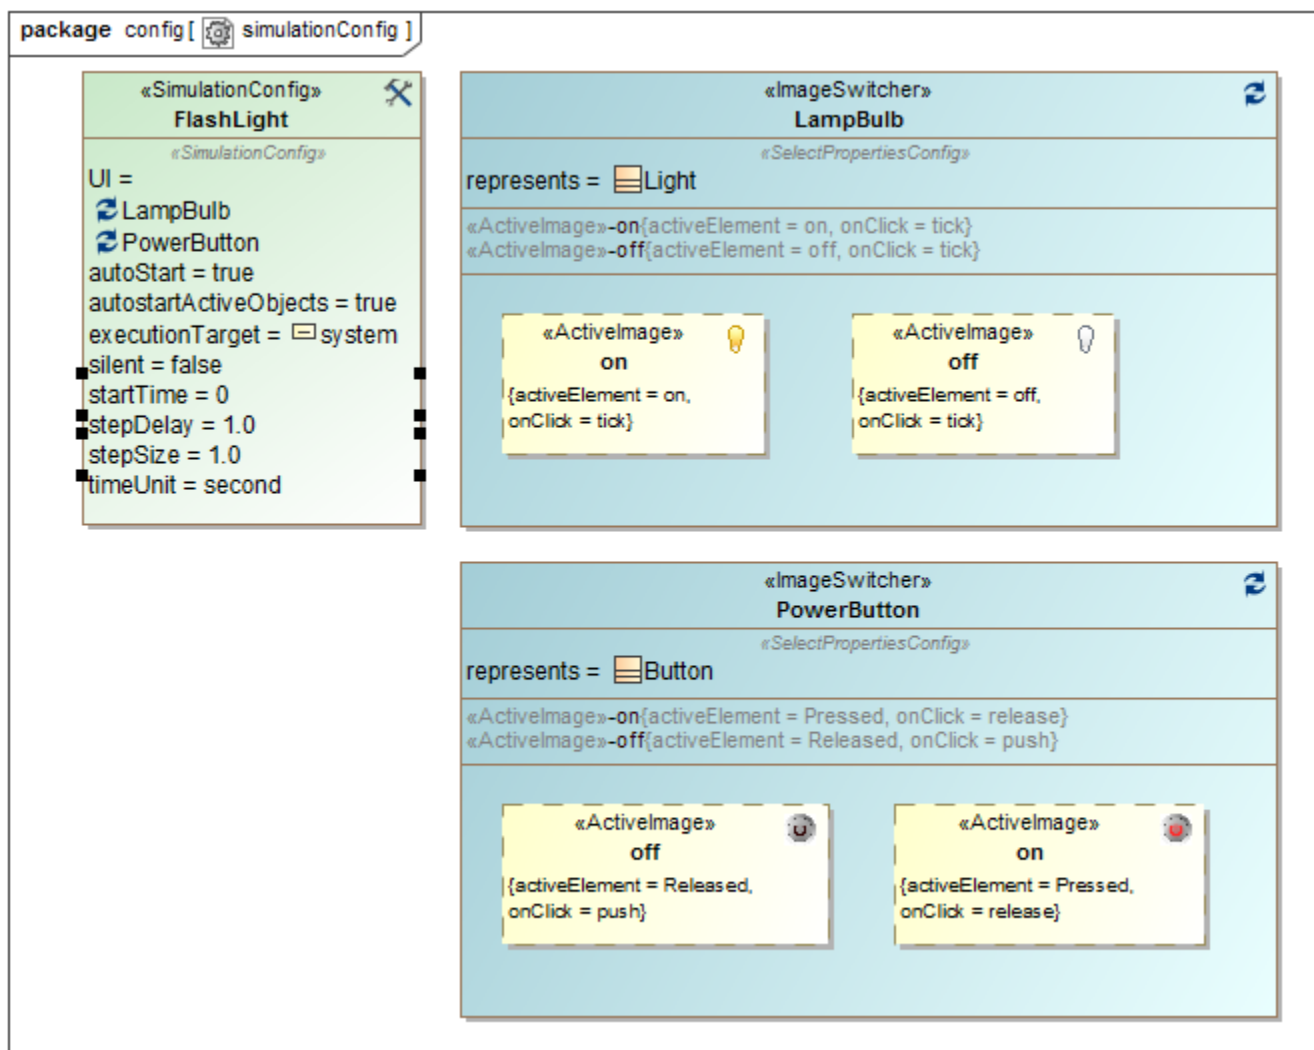 package config[ simulationConfig ]
«SimulationConfig»
FlashLight
«SimulationConfig»
UI =
LampBulb
PowerButton
autoStart = true
autostartActiveObjects = true
executionTarget = system
silent = false
startTime = 0
stepDelay = 1.0
stepSize = 1.0
timeUnit = second
«ImageSwitcher»
LampBulb
«SelectPropertiesConfig»
represents = Light
«ActiveImage»-on{activeElement = on, onClick = tick}
«ActiveImage»-off{activeElement = off, onClick = tick}
«ActiveImage»
on
{activeElement = on,
onClick = tick}
«ActiveImage»
off
{activeElement = off,
onClick = tick}
«ImageSwitcher»
PowerButton
«SelectPropertiesConfig»
represents = Button
«ActiveImage»-on{activeElement = Pressed, onClick = release}
«ActiveImage»-off{activeElement = Released, onClick = push}
«ActiveImage»
off
{activeElement = Released,
onClick = push}
«ActiveImage»
on
{activeElement = Pressed,
onClick = release}